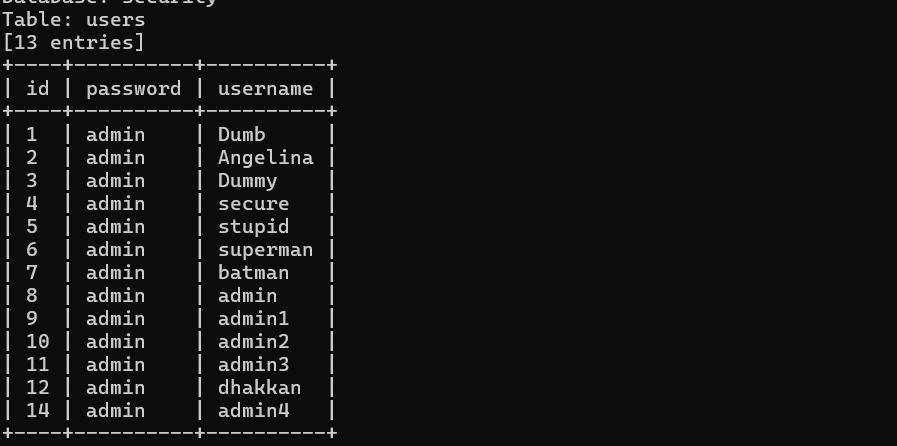 Database: security
Table: users
[13 entries]
+----+----------+----------+
| id | password | username |
+----+----------+----------+
| 1  | admin    | Dumb     |
| 2  | admin    | Angelina |
| 3  | admin    | Dummy    |
| 4  | admin    | secure   |
| 5  | admin    | stupid   |
| 6  | admin    | superman |
| 7  | admin    | batman   |
| 8  | admin    | admin    |
| 9  | admin    | admin1   |
| 10 | admin    | admin2   |
| 11 | admin    | admin3   |
| 12 | admin    | dhakkan  |
| 14 | admin    | admin4   |
+----+----------+----------+